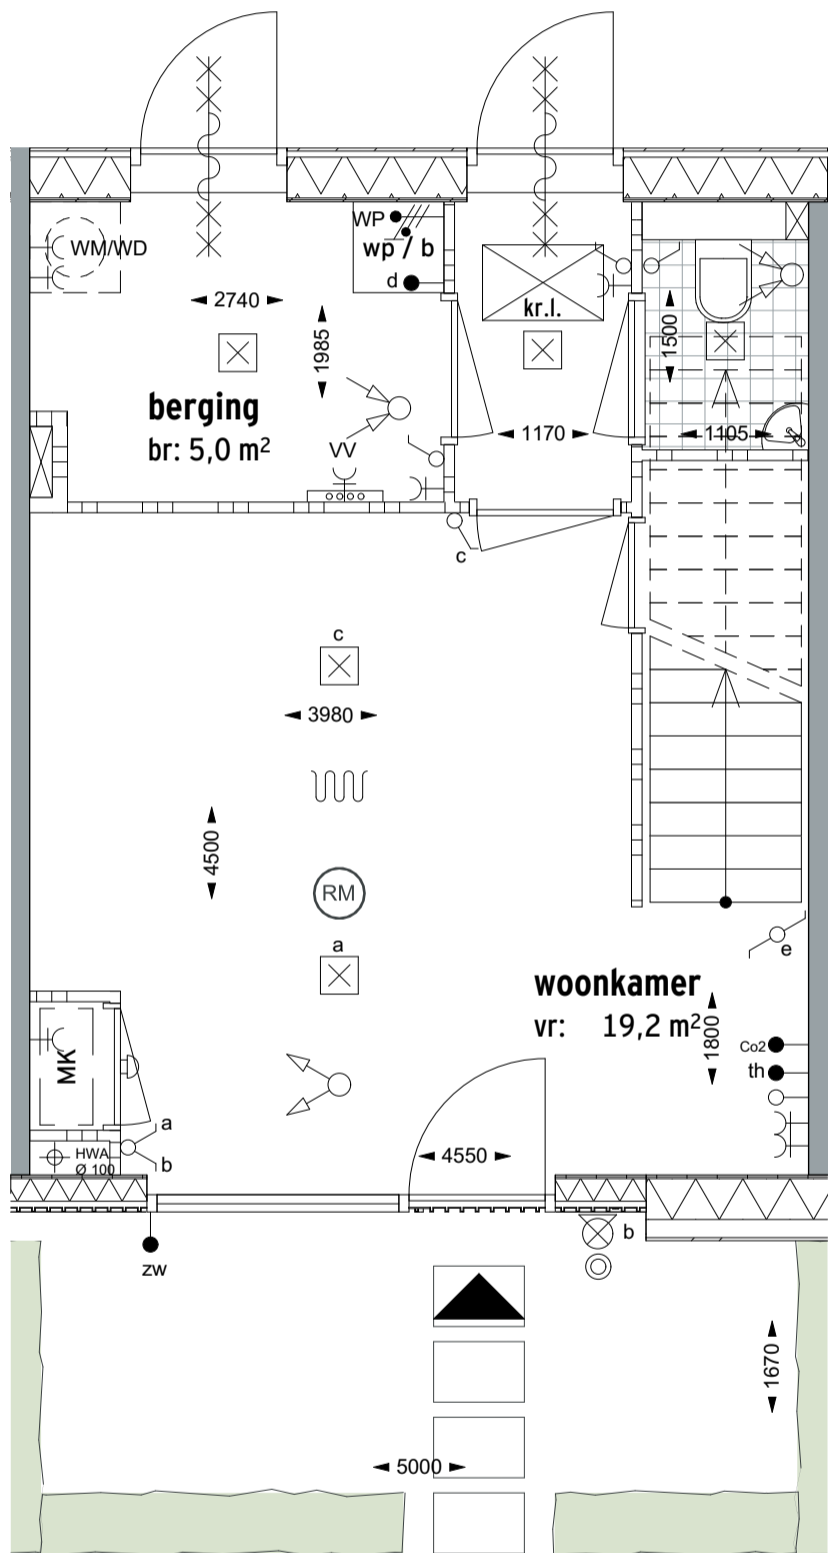 WP
wp / b
WM/WD
d
2740
kr.l.
1985
1500
berging
br: 5,0 m²
VV
1170
1105
c
c
3980
4500
RM
a
e
woonkamer
vr: 19,2 m²
1800
Co2
th
MK
a
HWA
Ø 100
b
4550
b
zw
1670
5000